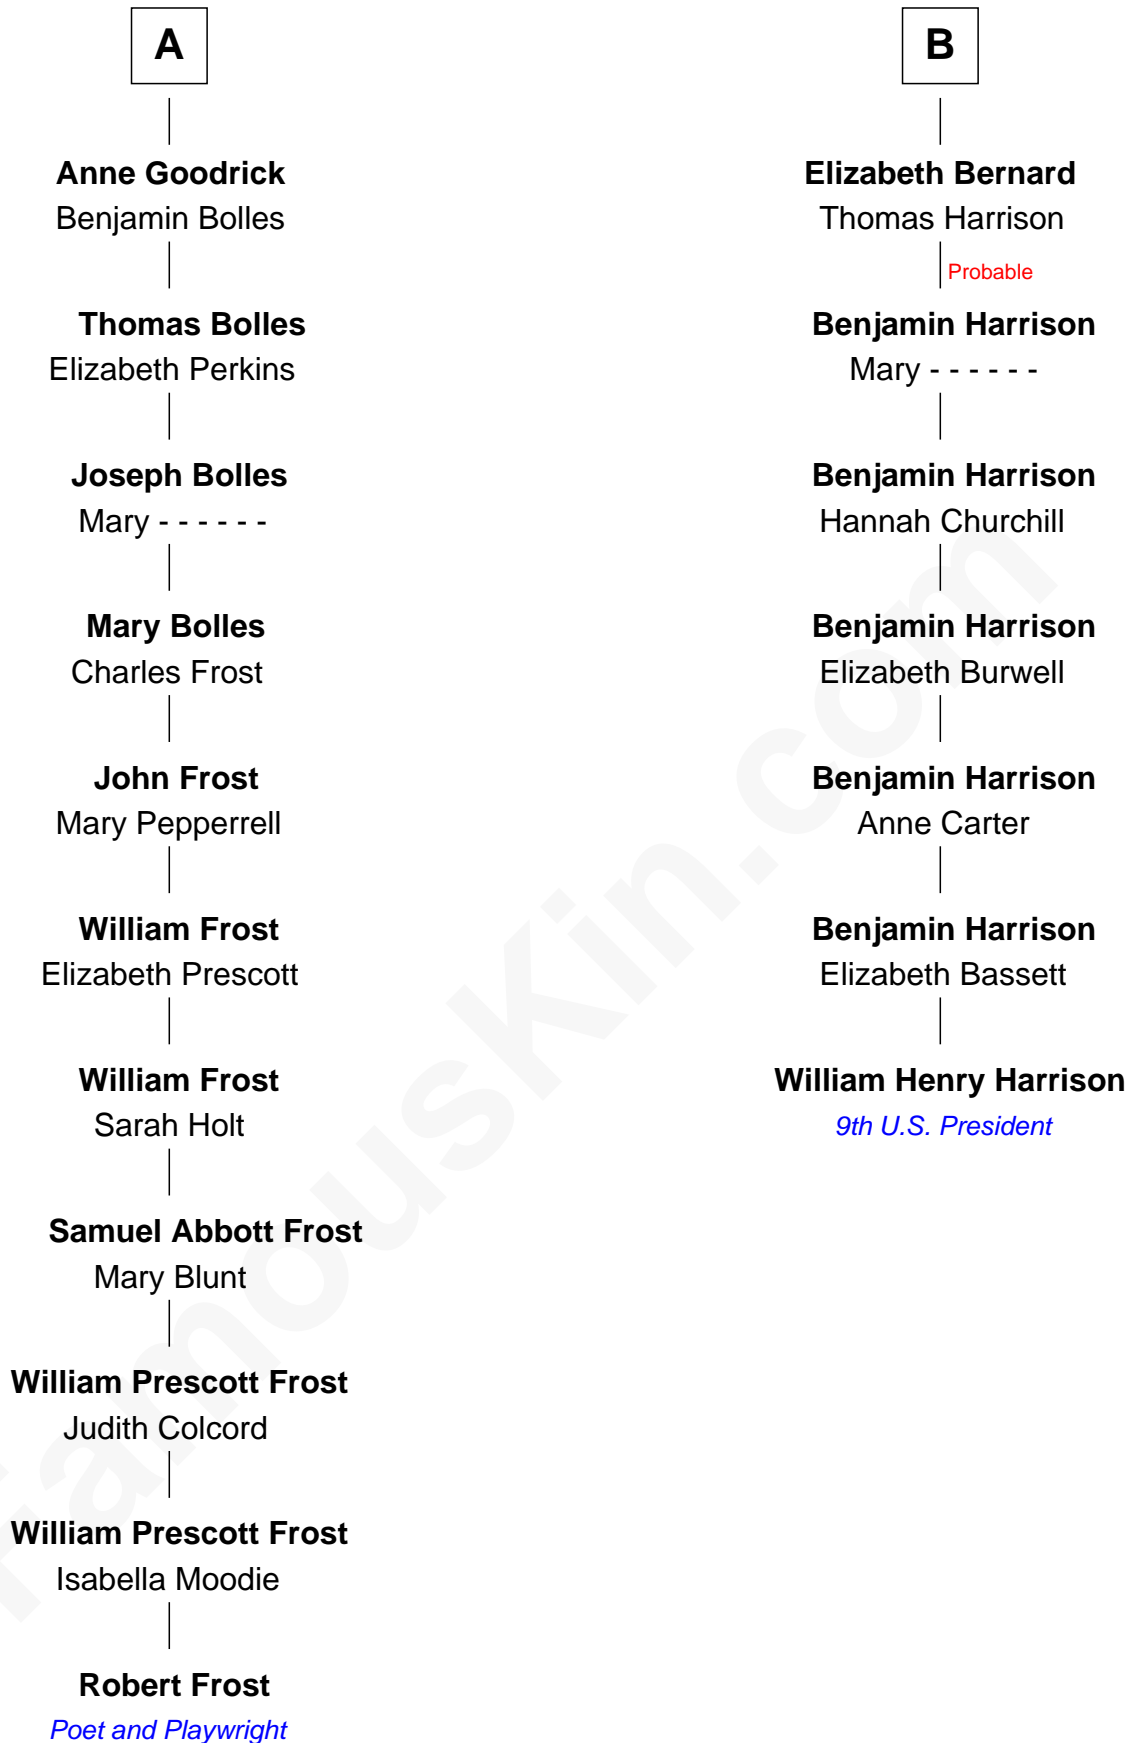 A
Anne Goodrick
Benjamin Bolles
Thomas Bolles
Elizabeth Perkins
Joseph Bolles
Mary - - - - - -
Mary Bolles
Charles Frost
John Frost
Mary Pepperrell
William Frost
Elizabeth Prescott
William Frost
Sarah Holt
Samuel Abbott Frost
Mary Blunt
William Prescott Frost
Judith Colcord
William Prescott Frost
Isabella Moodie
Robert Frost
Poet and Playwright
B
Elizabeth Bernard
Thomas Harrison
Probable
Benjamin Harrison
Mary - - - - - -
Benjamin Harrison
Hannah Churchill
Benjamin Harrison
Elizabeth Burwell
Benjamin Harrison
Anne Carter
Benjamin Harrison
Elizabeth Bassett
William Henry Harrison
9th U.S. President
FamousKin.com